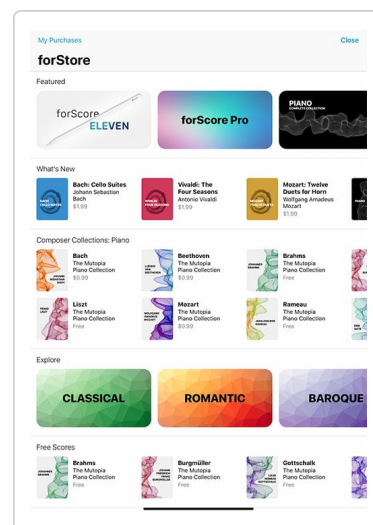 My Purchases
Close
forStore
Featured
forScore
ELEVEN
forScore Pro
PIANO
COMPLETE COLLECTION
What's New
Bach: Cello Suites
Johann Sebastian
Bach
$1.99
Vivaldi: The
Four Seasons
Antonio Vivaldi
$1.99
Mozart: Twelve
Duets for Horn
Wolfgang Amadeus
Mozart
$1.99
Composer Collections: Piano
Bach
The Mutopia
Piano Collection
$0.99
Beethoven
The Mutopia
Piano Collection
$0.99
Brahms
The Mutopia
Piano Collection
Free
Liszt
The Mutopia
Piano Collection
Free
Mozart
The Mutopia
Piano Collection
$0.99
Rameau
The Mutopia
Piano Collection
Free
Explore
CLASSICAL
ROMANTIC
BAROQUE
Free Scores
Brahms
The Mutopia
Piano Collection
Free
Burgmüller
The Mutopia
Piano Collection
Free
Gottschalk
The Mutopia
Piano Collection
Free